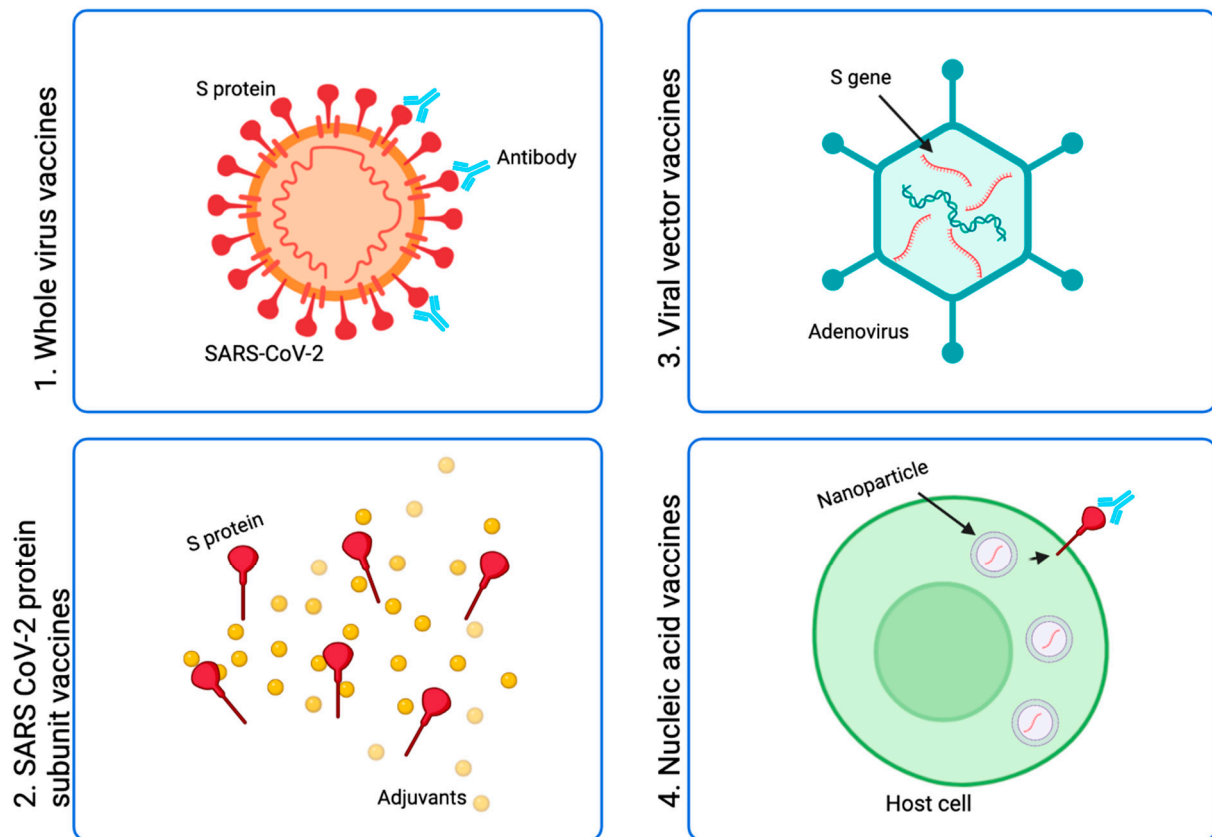 1. Whole virus vaccines
S protein
Antibody
SARS-CoV-2
3. Viral vector vaccines
S gene
Adenovirus
2. SARS CoV-2 protein
subunit vaccines
S protein
Adjuvants
4. Nucleic acid vaccines
Nanoparticle
Host cell